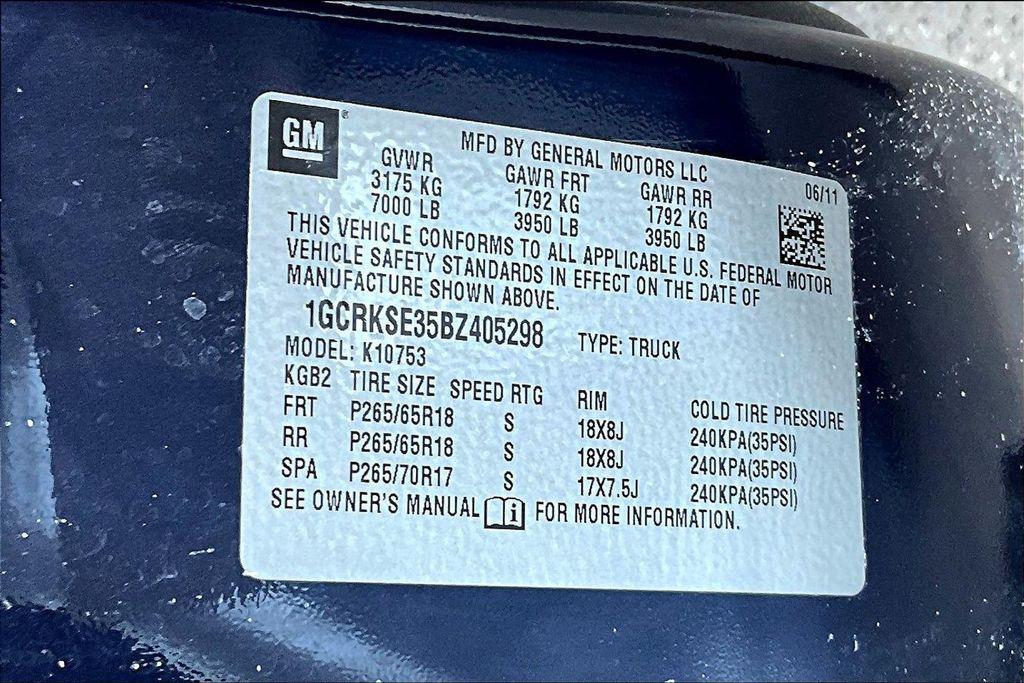 GM
MFD BY GENERAL MOTORS LLC
06/11
GVWR GAWR FRT GAWR RR
3175 KG 1792 KG 1792 KG
7000 LB 3950 LB 3950 LB
THIS VEHICLE CONFORMS TO ALL APPLICABLE U.S. FEDERAL MOTOR
VEHICLE SAFETY STANDARDS IN EFFECT ON THE DATE OF
MANUFACTURE SHOWN ABOVE.
1GCRKSE35BZ405298 TYPE: TRUCK
MODEL: K10753
KGB2 TIRE SIZE SPEED RTG RIM COLD TIRE PRESSURE
FRT P265/65R18 S 18X8J 240KPA(35PSI)
RR P265/65R18 S 18X8J 240KPA(35PSI)
SPA P265/70R17 S 17X7.5J 240KPA(35PSI)
SEE OWNER'S MANUAL i FOR MORE INFORMATION.